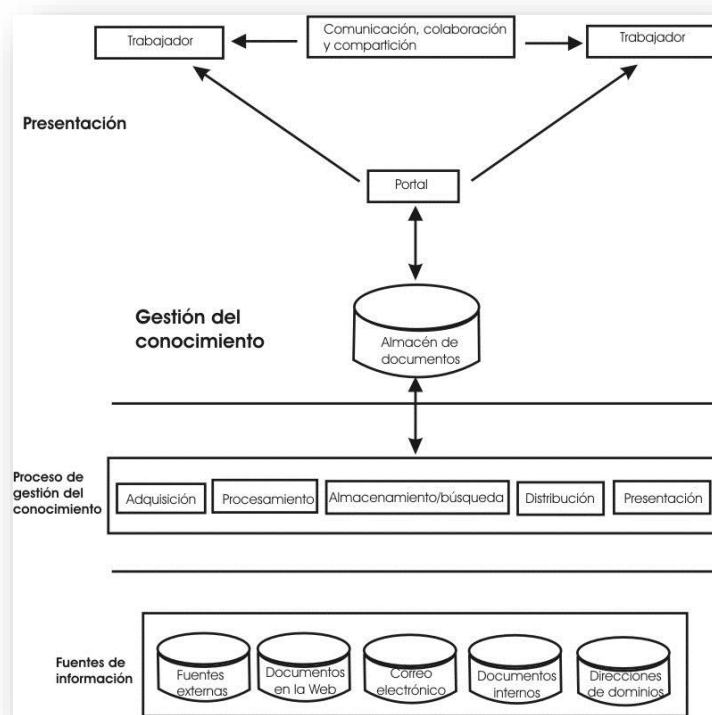 Trabajador
Comunicación, colaboración
y compartición
Trabajador
Presentación
Portal
Gestión del
conocimiento
Almacén de
documentos
Proceso de
gestión del
conocimiento
Adquisición
Procesamiento
Almacenamiento/búsqueda
Distribución
Presentación
Fuentes de
información
Fuentes
externas
Documentos
en la Web
Correo
electrónico
Documentos
internos
Direcciones
de dominios